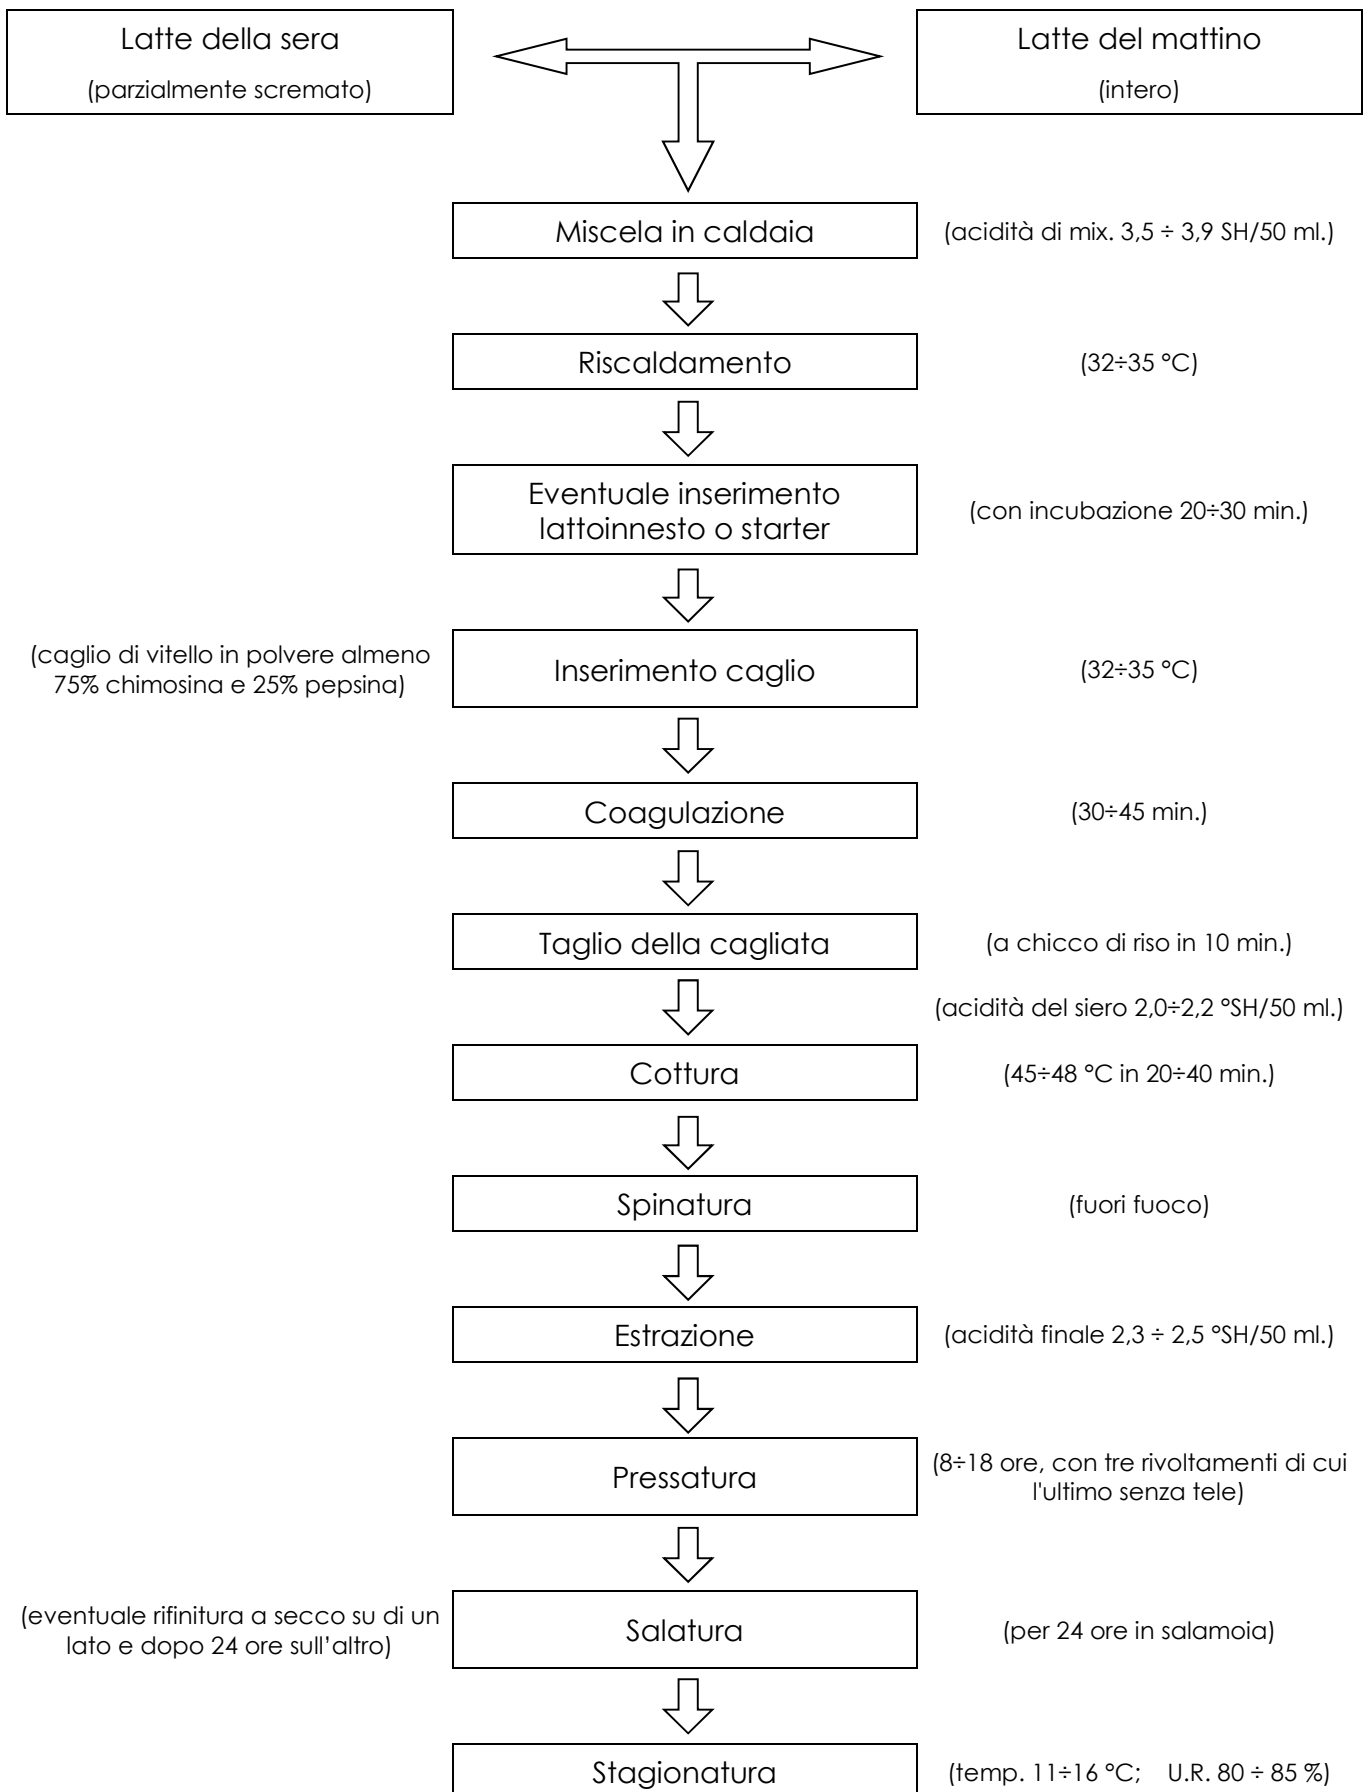 Latte della sera
(parzialmente scremato)
Latte del mattino
(intero)
Miscela in caldaia
(acidità di mix. 3,5 ÷ 3,9 SH/50 ml.)
Riscaldamento
(32÷35 °C)
Eventuale inserimento
lattoinnesto o starter
(con incubazione 20÷30 min.)
(caglio di vitello in polvere almeno
75% chimosina e 25% pepsina)
Inserimento caglio
(32÷35 °C)
Coagulazione
(30÷45 min.)
Taglio della cagliata
(a chicco di riso in 10 min.)
(acidità del siero 2,0÷2,2 °SH/50 ml.)
Cottura
(45÷48 °C in 20÷40 min.)
Spinatura
(fuori fuoco)
Estrazione
(acidità finale 2,3 ÷ 2,5 °SH/50 ml.)
Pressatura
(8÷18 ore, con tre rivoltamenti di cui
l'ultimo senza tele)
(eventuale rifinitura a secco su di un
lato e dopo 24 ore sull’altro)
Salatura
(per 24 ore in salamoia)
Stagionatura
(temp. 11÷16 °C; U.R. 80 ÷ 85 %)